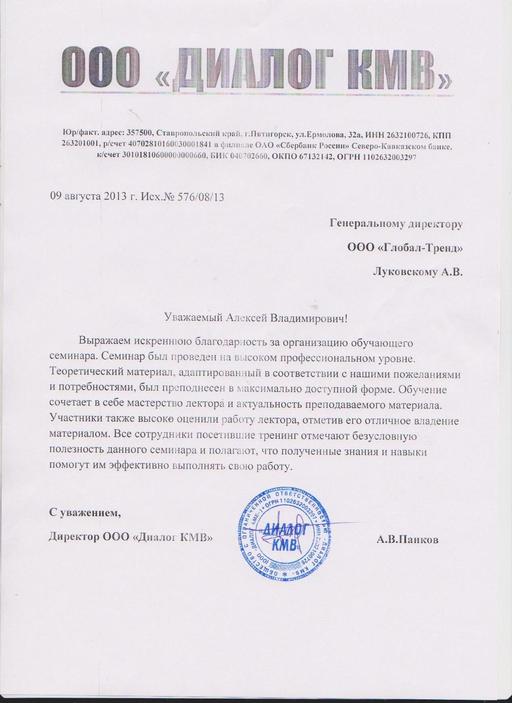 ООО «ДИАЛОГ КМВ»
Юр/факт. адрес: 357500, Ставропольский край, г.Пятигорск, ул.Ермолова, 32а, ИНН 2632100726, КПП
263201001, р/счет 40702810160030001841 в филиале ОАО «Сбербанк России» Северо-Кавказском банке,
к/счет 30101810600000000660, БИК 040702660, ОКПО 67132142, ОГРН 1102632003297
09 августа 2013 г. Исх.№ 576/08/13
Генеральному директору
ООО «Глобал-Тренд»
Луковскому А.В.
Уважаемый Алексей Владимирович!
Выражаем искреннюю благодарность за организацию обучающего
семинара. Семинар был проведен на высоком профессиональном уровне.
Теоретический материал, адаптированный в соответствии с нашими пожеланиями
и потребностями, был преподнесен в максимально доступной форме. Обучение
сочетает в себе мастерство лектора и актуальность преподаваемого материала.
Участники также высоко оценили работу лектора, отметив его отличное владение
материалом. Все сотрудники посетившие тренинг отмечают безусловную
полезность данного семинара и полагают, что полученные знания и навыки
помогут им эффективно выполнять свою работу.
С уважением,
Директор ООО «Диалог КМВ»
А.В.Панков
«ДИАЛОГ
КМВ»
ОБЩЕСТВО С ОГРАНИЧЕННОЙ ОТВЕТСТВЕННОСТЬЮ